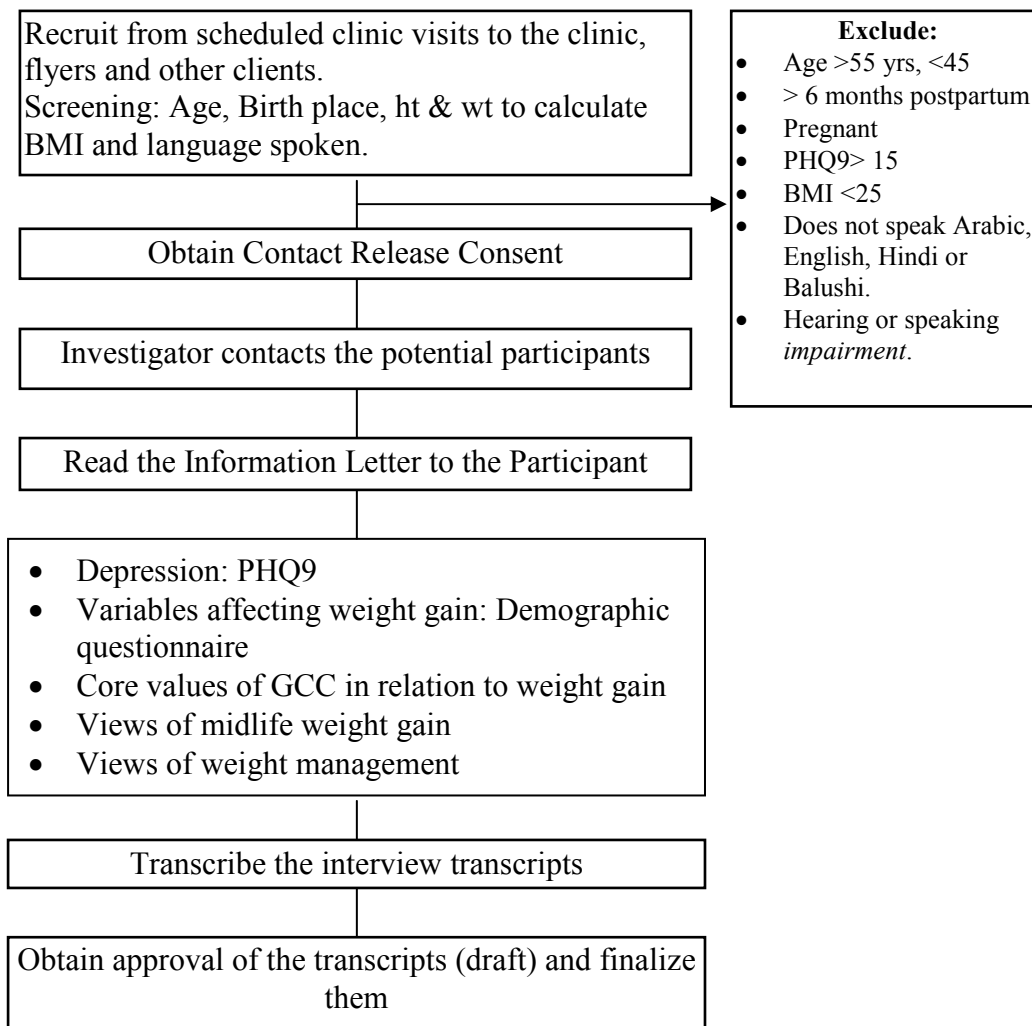 Recruit from scheduled clinic visits to the clinic,
flyers and other clients.
Screening: Age, Birth place, ht & wt to calculate
BMI and language spoken.
Exclude:
• Age >55 yrs, <45
• > 6 months postpartum
• Pregnant
• PHQ9> 15
• BMI <25
• Does not speak Arabic,
English, Hindi or
Balushi.
• Hearing or speaking
impairment.
Obtain Contact Release Consent
Investigator contacts the potential participants
Read the Information Letter to the Participant
• Depression: PHQ9
• Variables affecting weight gain: Demographic
questionnaire
• Core values of GCC in relation to weight gain
• Views of midlife weight gain
• Views of weight management
Transcribe the interview transcripts
Obtain approval of the transcripts (draft) and finalize
them